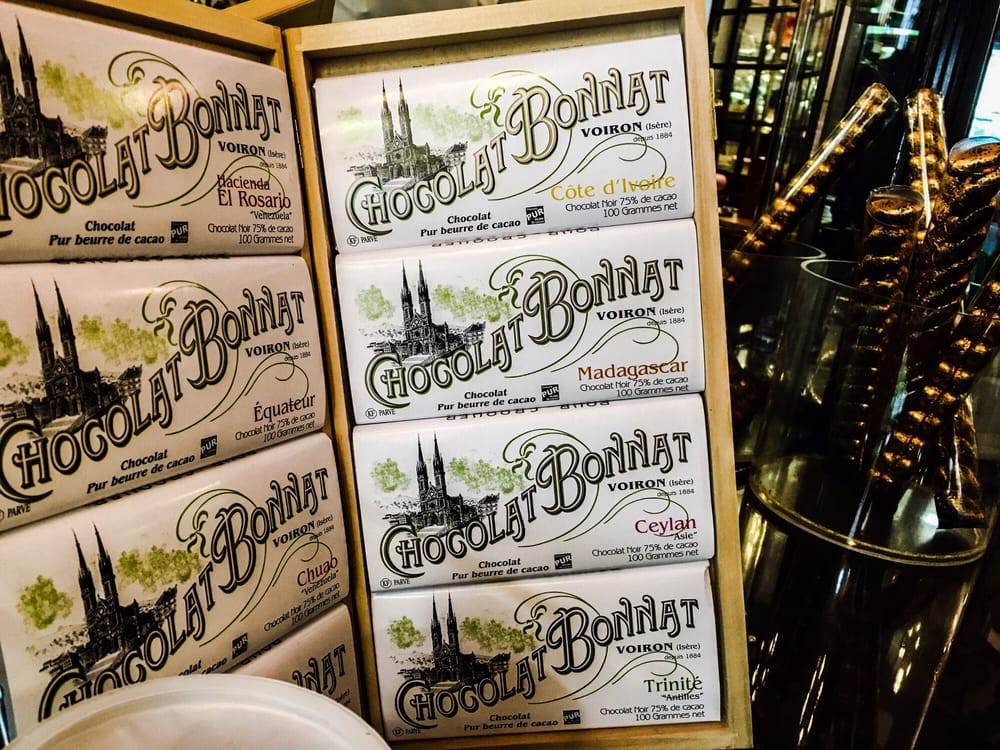 CHOCOLAT BONNAT
VOIRON (Isère)
depuis 1884
Hacienda
El Rosario
"Venezuela"
Chocolat
Pur beurre de cacao
PUR
Chocolat Noir 75% de cacao
100 Grammes net
CHOCOLAT BONNAT
VOIRON (Isère)
depuis 1884
Équateur
Chocolat
Pur beurre de cacao
PUR
Chocolat Noir 75% de cacao
100 Grammes net
PARVE
CHOCOLAT BONNAT
VOIRON (Isère)
depuis 1884
Chuao
"Venezuela"
Chocolat
Pur beurre de cacao
Chocolat Noir 75% de cacao
100 Grammes net
BONNAT
CHOCOLAT BONNAT
VOIRON (Isère)
depuis 1884
Côte d'Ivoire
Chocolat
Pur beurre de cacao
PUR
Chocolat Noir 75% de cacao
100 Grammes net
KF PARVE
CHOCOLAT BONNAT
VOIRON (Isère)
depuis 1884
Madagascar
Chocolat
Pur beurre de cacao
PUR
Chocolat Noir 75% de cacao
100 Grammes net
KF PARVE
CHOCOLAT BONNAT
VOIRON (Isère)
depuis 1884
Ceylan
"Asie"
Chocolat
Pur beurre de cacao
PUR
Chocolat Noir 75% de cacao
100 Grammes net
KF PARVE
CHOCOLAT BONNAT
VOIRON (Isère)
depuis 1884
Trinité
"Antilles"
Chocolat
Pur beurre de cacao
PUR
Chocolat Noir 75% de cacao
100 Grammes net
KF PARVE